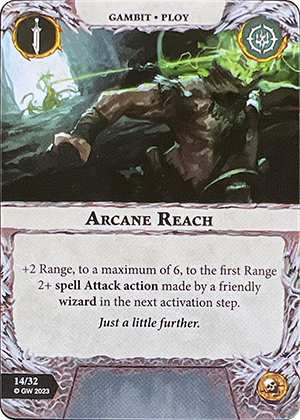 GAMBIT • PLOY
ARCANE REACH
+2 Range, to a maximum of 6, to the first Range
2+ spell Attack action made by a friendly
wizard in the next activation step.
Just a little further.
14/32
© GW 2023